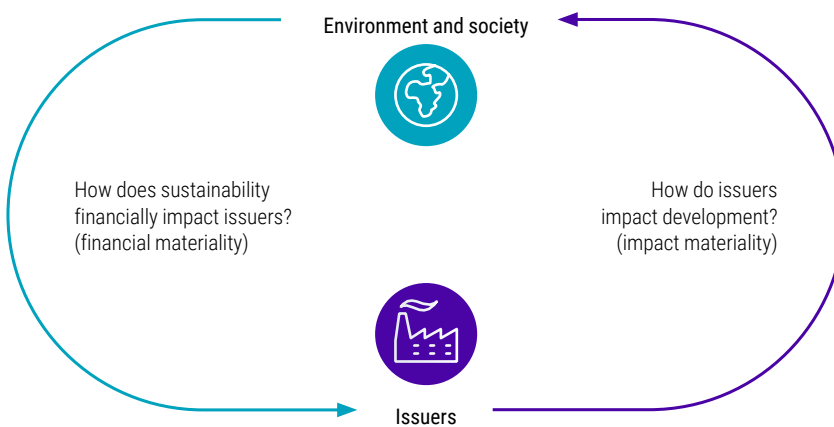 Environment and society
How does sustainability
financially impact issuers?
(financial materiality)
How do issuers
impact development?
(impact materiality)
Issuers